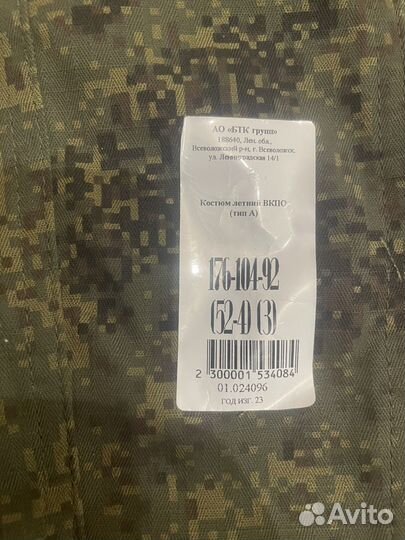 АО «БТК групп»
188640, Лен. обл.,
Всеволожский р-н, г. Всеволожск,
ул. Ленинградская 14/1
Костюм летний ВКПО
(тип А)
176-104-92
(52-4) (3)
2 300001 534084
01.024096
ГОД ИЗГ. 23
Avito